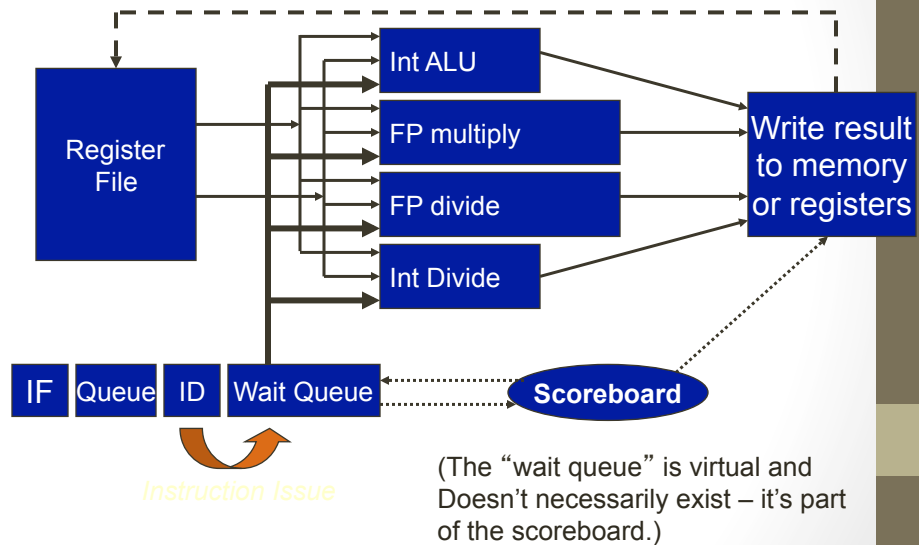 Register
File
Int ALU
FP multiply
FP divide
Int Divide
Write result
to memory
or registers
IF
Queue
ID
Wait Queue
Scoreboard
Instruction Issue
(The “wait queue” is virtual and
Doesn’t necessarily exist – it’s part
of the scoreboard.)